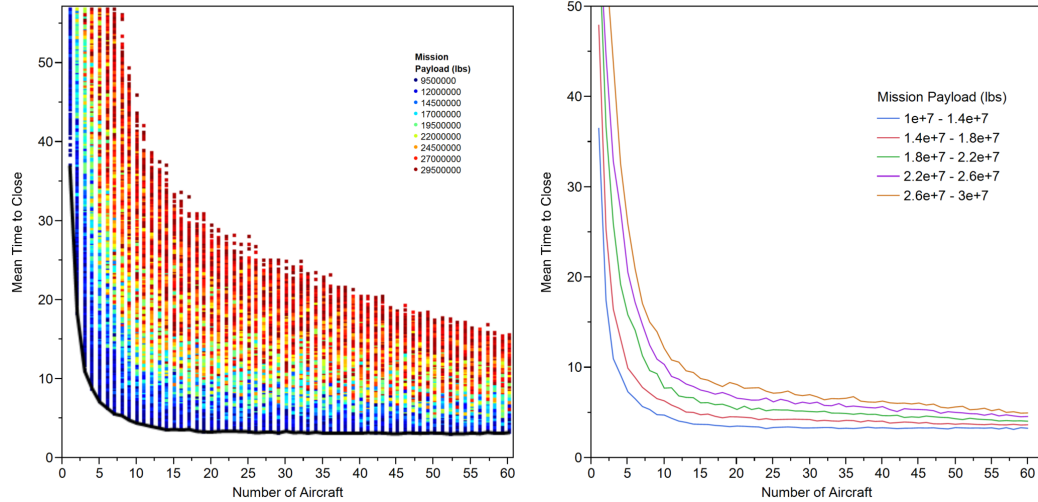 50
40
30
20
10
0
Mean Time to Close
0 5 10 15 20 25 30 35 40 45 50 55 60
Number of Aircraft
Mission
Payload (lbs)
9500000
12000000
14500000
17000000
19500000
22000000
24500000
27000000
29500000
50
40
30
20
10
0
Mean Time to Close
0 5 10 15 20 25 30 35 40 45 50 55 60
Number of Aircraft
Mission Payload (lbs)
1e+7 - 1.4e+7
1.4e+7 - 1.8e+7
1.8e+7 - 2.2e+7
2.2e+7 - 2.6e+7
2.6e+7 - 3e+7